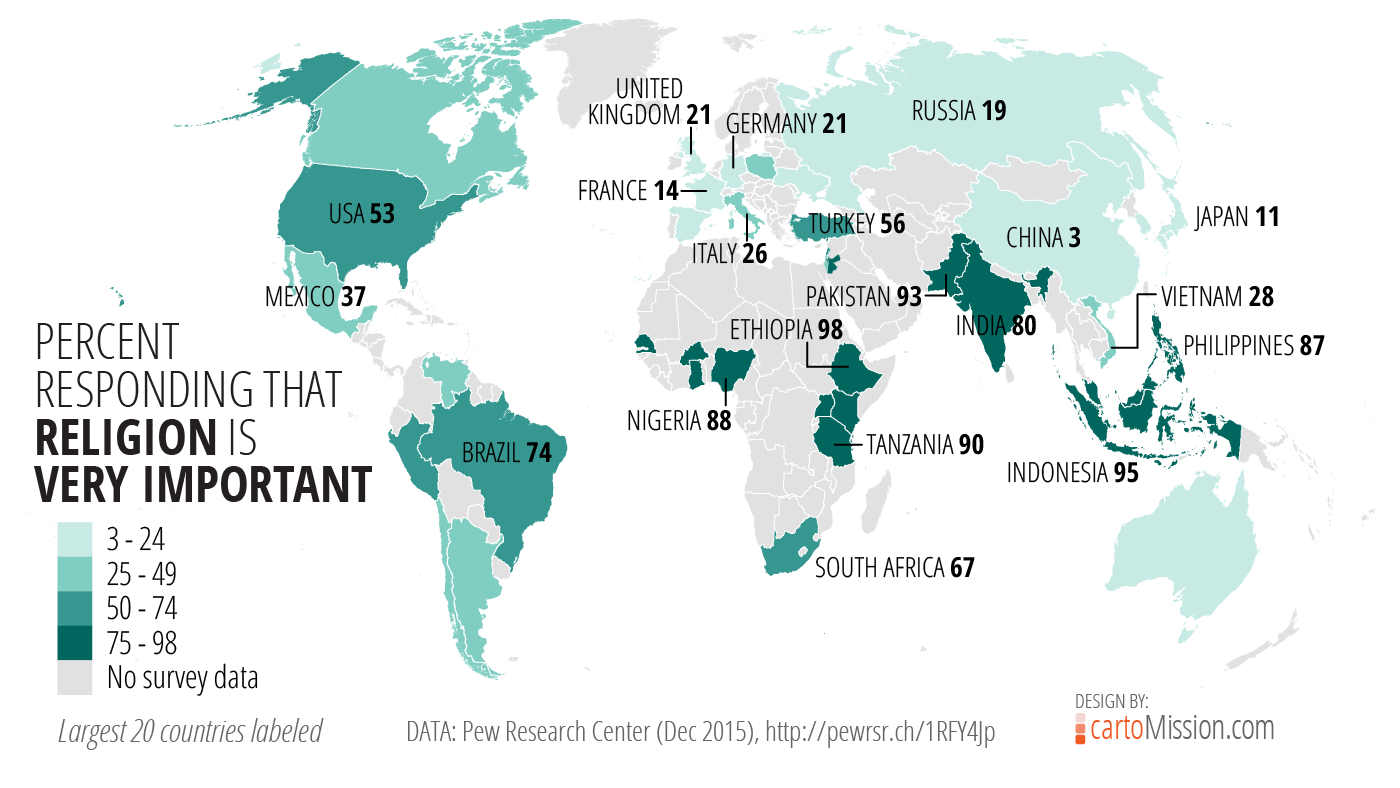 UNITED
KINGDOM 21
GERMANY 21
RUSSIA 19
FRANCE 14
USA 53
JAPAN 11
TURKEY 56
CHINA 3
ITALY 26
MEXICO 37
PAKISTAN 93
VIETNAM 28
ETHIOPIA 98
INDIA 80
PHILIPPINES 87
NIGERIA 88
TANZANIA 90
BRAZIL 74
INDONESIA 95
SOUTH AFRICA 67
PERCENT
RESPONDING THAT
RELIGION IS
VERY IMPORTANT
3 - 24
25 - 49
50 - 74
75 - 98
No survey data
Largest 20 countries labeled
DATA: Pew Research Center (Dec 2015), http://pewrsr.ch/1RFY4Jp
DESIGN BY:
cartoMission.com